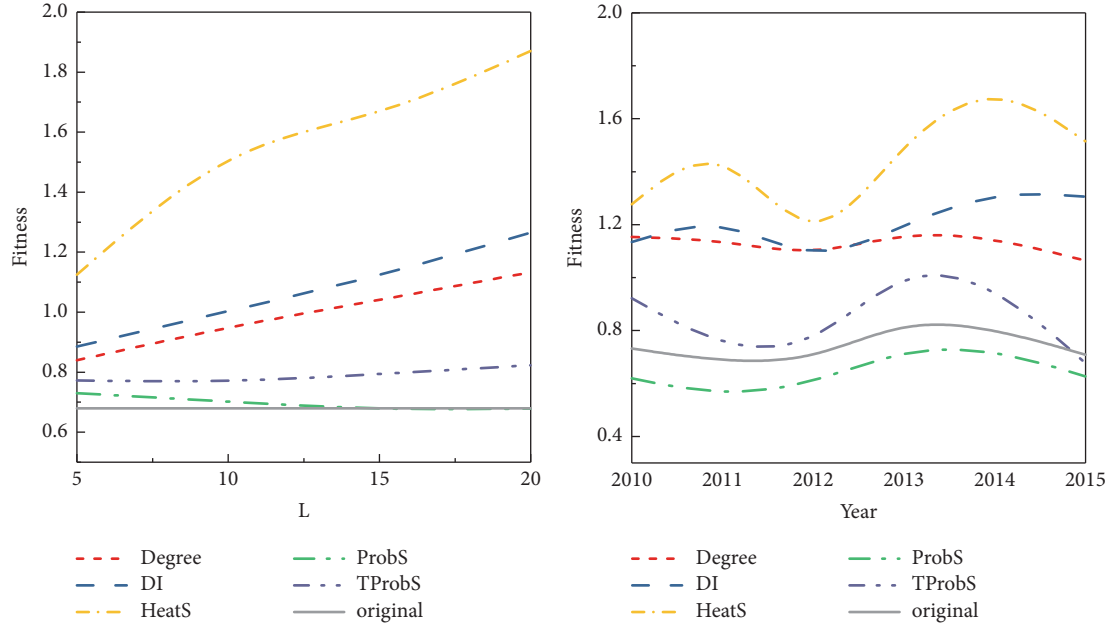 2.0
1.8
1.6
1.4
1.2
1.0
0.8
0.6
Fitness
5 10 15 20
L
Degree
DI
HeatS
ProbS
TProbS
original
2.0
1.6
1.2
0.8
0.4
Fitness
2010 2011 2012 2013 2014 2015
Year
Degree
DI
HeatS
ProbS
TProbS
original